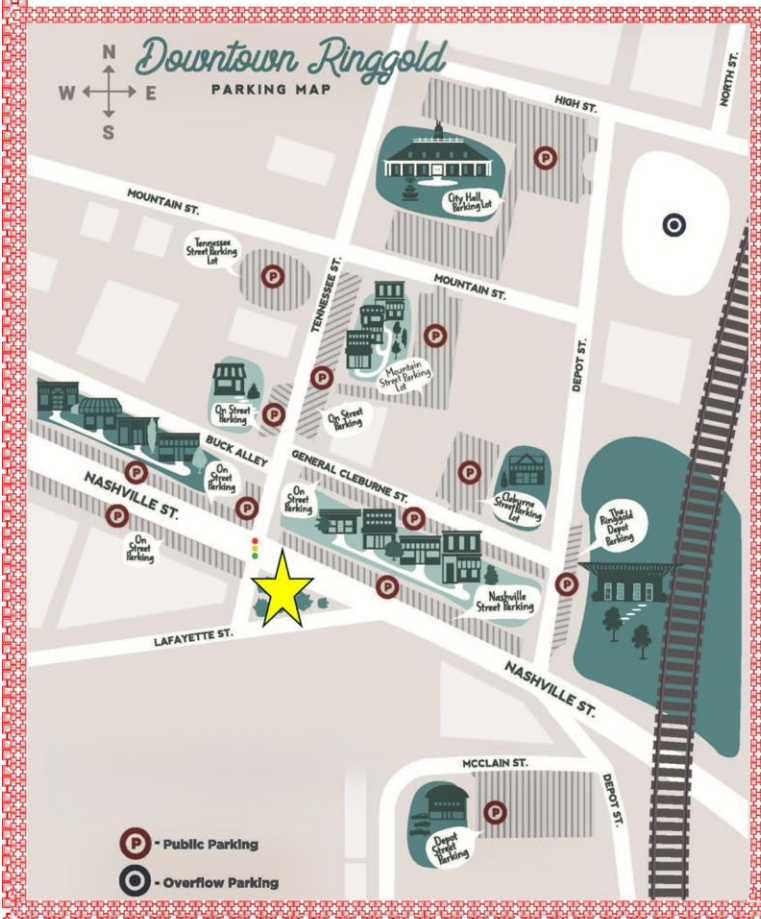 Downtown Ringgold
PARKING MAP
N
W E
S
HIGH ST.
NORTH ST.
P
City Hall
Parking Lot
MOUNTAIN ST.
Tennessee
Street Parking
Lot
P
TENNESSEE ST.
MOUNTAIN ST.
P
Mountain
Street Parking
Lot
DEPOT ST.
P
On Street
Parking
P
On Street
Parking
BUCK ALLEY
GENERAL CLEBURNE ST.
P
Cleburne
Street Parking
Lot
On
Street
Parking
P
P
NASHVILLE ST.
P
On
Street
Parking
On
Street
Parking
P
P
Nashville
Street Parking
The
Ringgold
Depot
Parking
P
LAFAYETTE ST.
NASHVILLE ST.
MCCLAIN ST.
DEPOT ST.
P
Depot
Street
Parking
P - Public Parking
- Overflow Parking